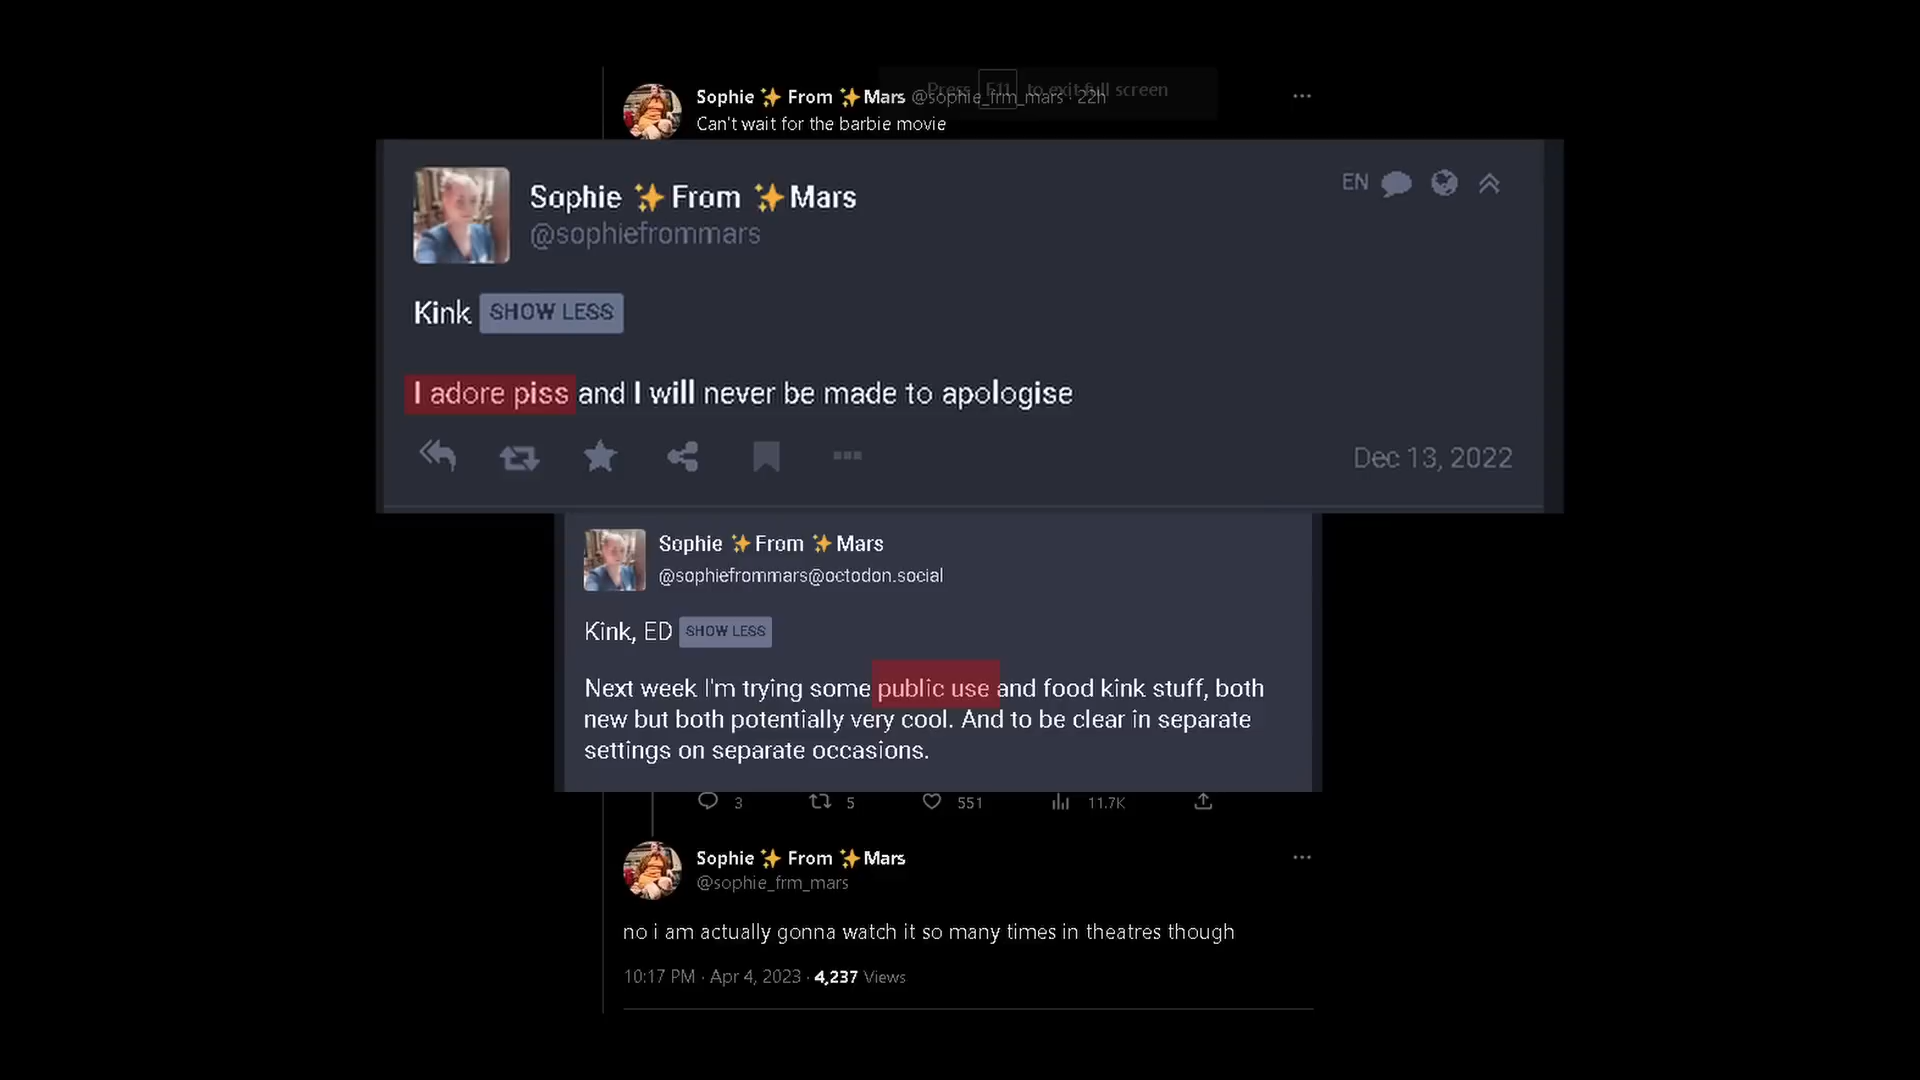 Sophie ✨ From ✨Mars @sophie_frm_mars · 22h
Press F11 to exit full screen
Can't wait for the barbie movie
Sophie ✨From ✨Mars
@sophiefrommars
EN
Kink SHOW LESS
I adore piss and I will never be made to apologise
Dec 13, 2022
Sophie ✨From ✨Mars
@sophiefrommars@octodon.social
Kink, ED SHOW LESS
Next week I'm trying some public use and food kink stuff, both
new but both potentially very cool. And to be clear in separate
settings on separate occasions.
3 5 551 11.7K
Sophie ✨ From ✨Mars
@sophie_frm_mars
no i am actually gonna watch it so many times in theatres though
10:17 PM · Apr 4, 2023 · 4,237 Views